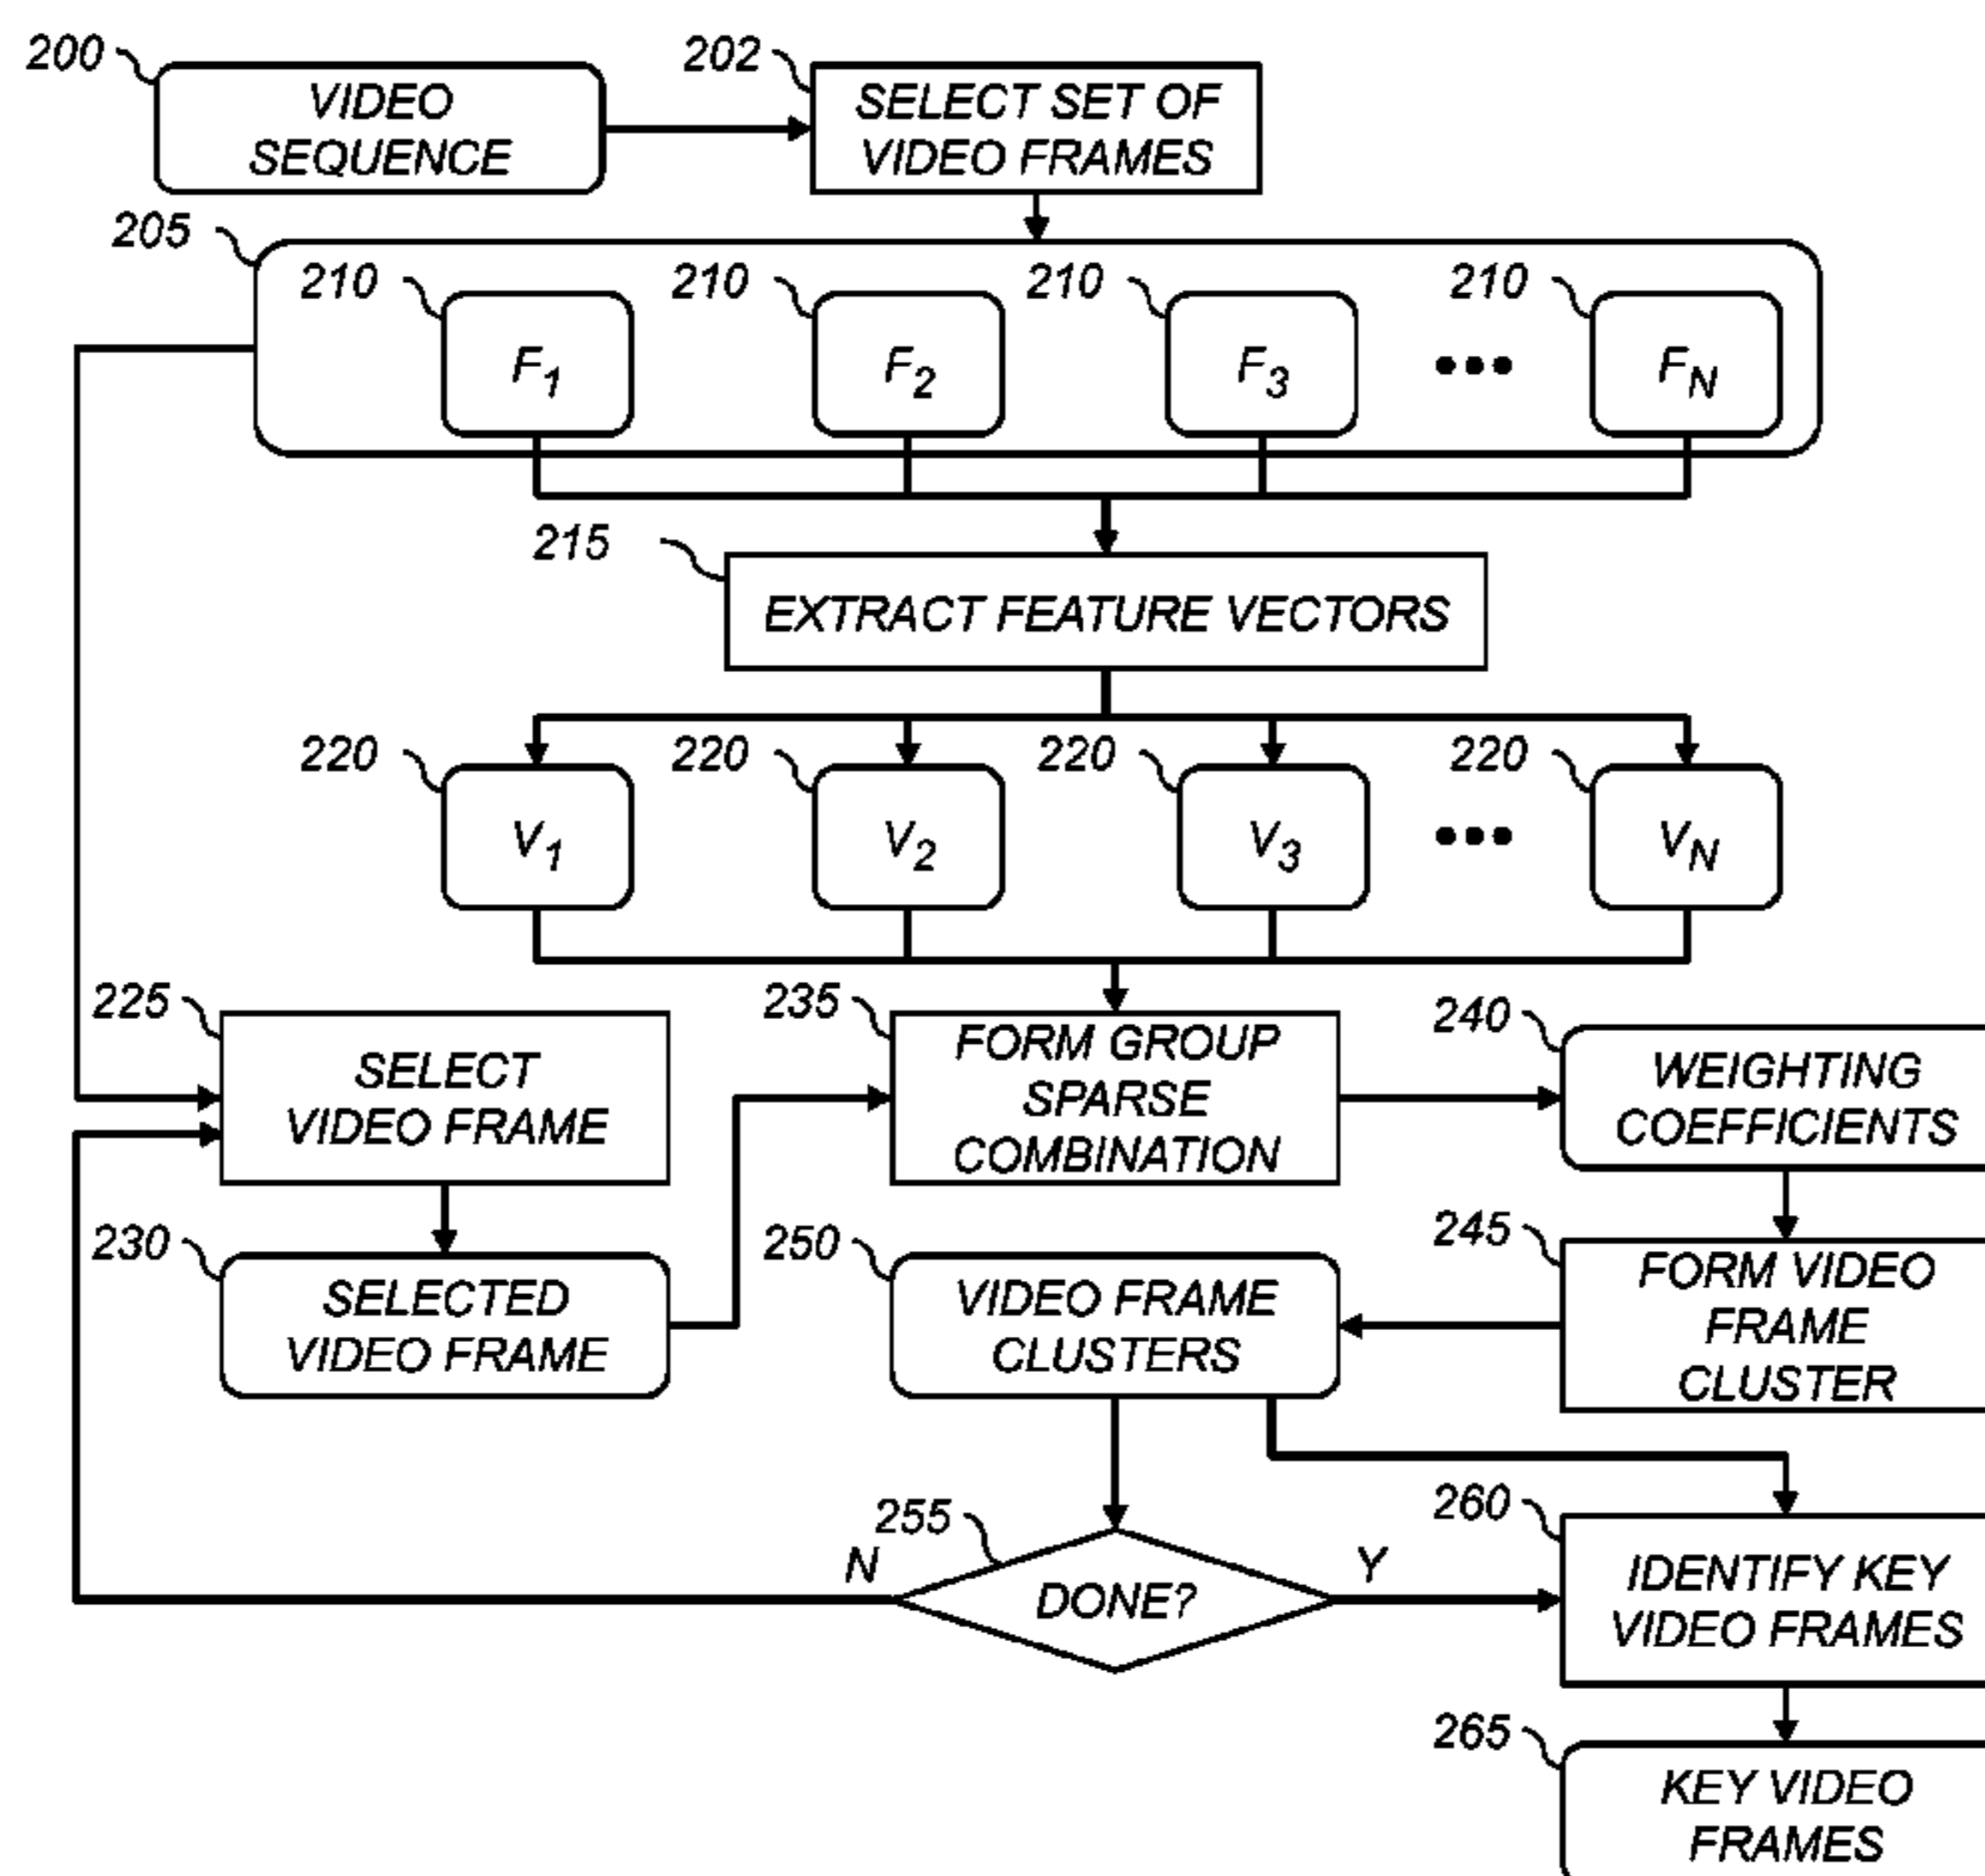 200
VIDEO
SEQUENCE
202
SELECT SET OF
VIDEO FRAMES
205
210
F1
210
F2
210
F3
•••
210
FN
215
EXTRACT FEATURE VECTORS
220
V1
220
V2
220
V3
•••
220
VN
225
SELECT
VIDEO FRAME
235
FORM GROUP
SPARSE
COMBINATION
240
WEIGHTING
COEFFICIENTS
230
SELECTED
VIDEO FRAME
250
VIDEO FRAME
CLUSTERS
245
FORM VIDEO
FRAME
CLUSTER
255
N
DONE?
Y
260
IDENTIFY KEY
VIDEO FRAMES
265
KEY VIDEO
FRAMES